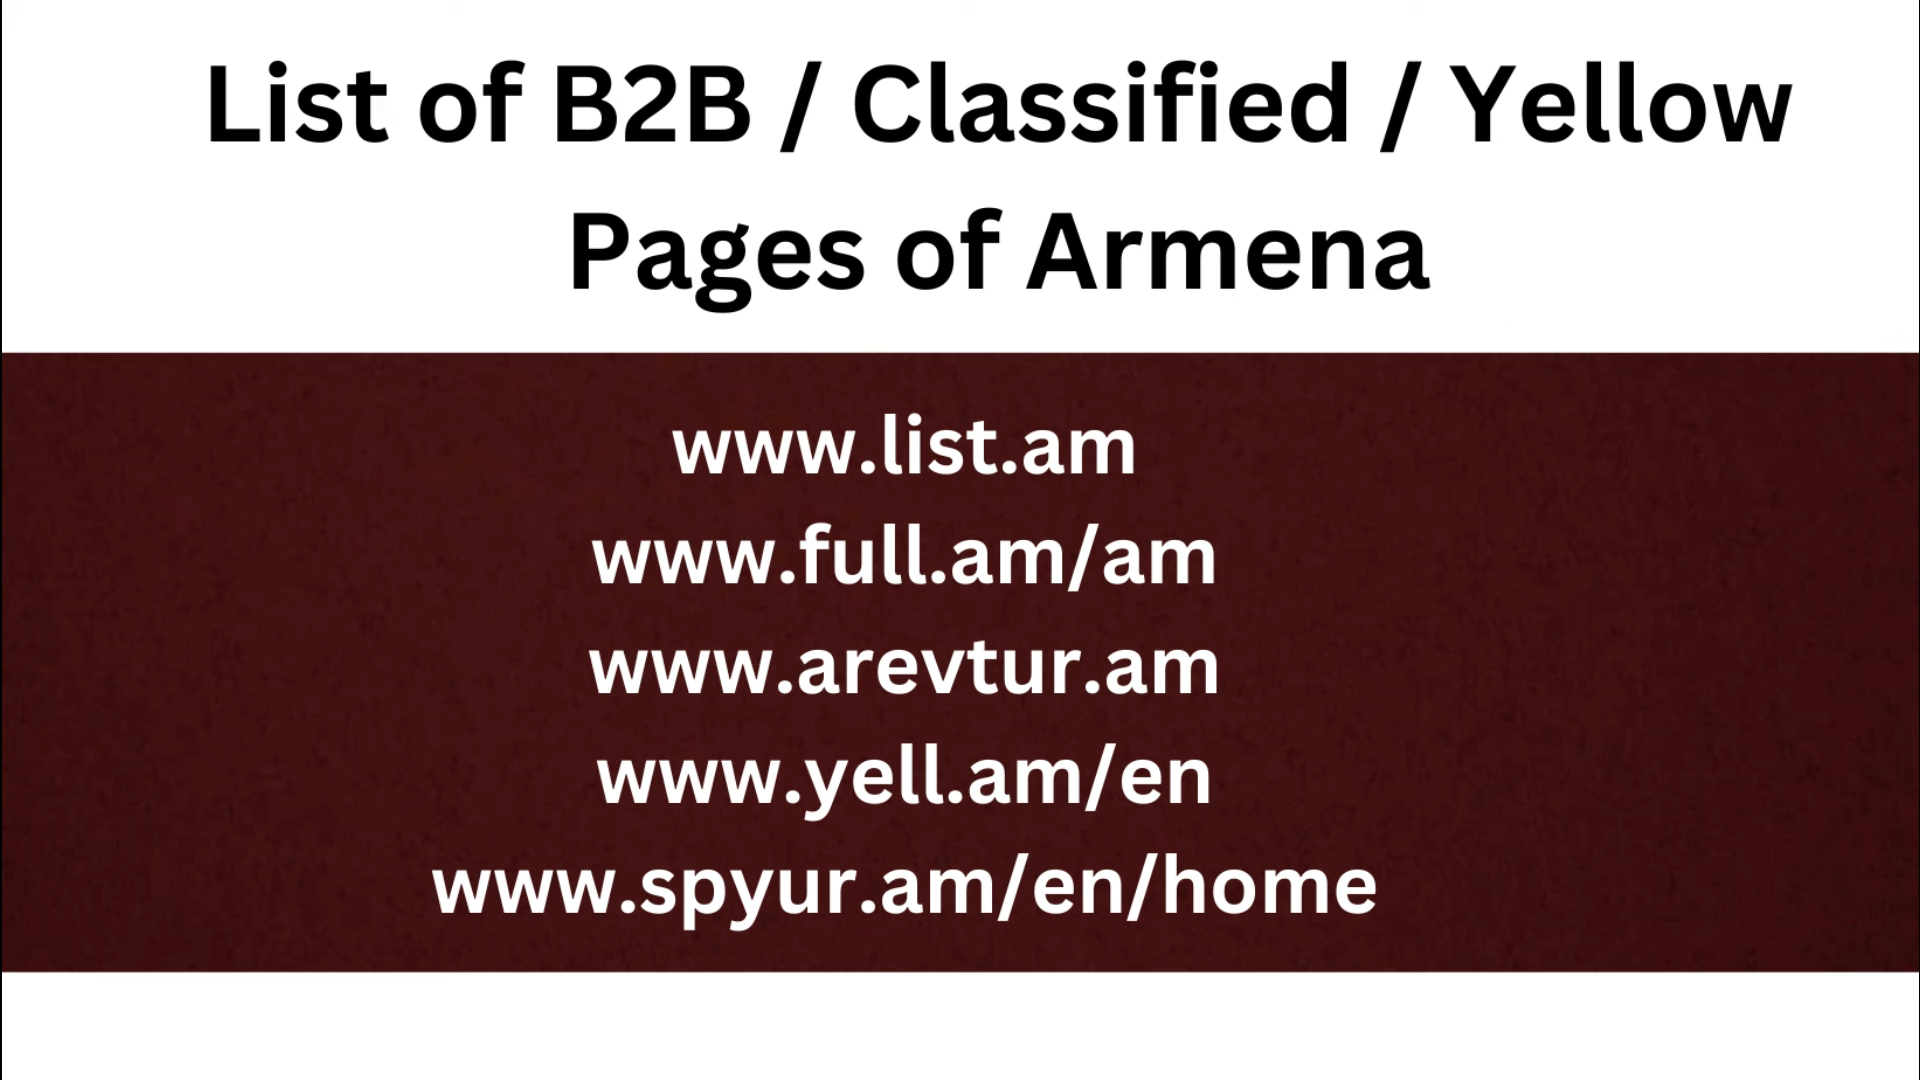 List of B2B / Classified / Yellow
Pages of Armena
www.list.am
www.full.am/am
www.arevtur.am
www.yell.am/en
www.spyur.am/en/home